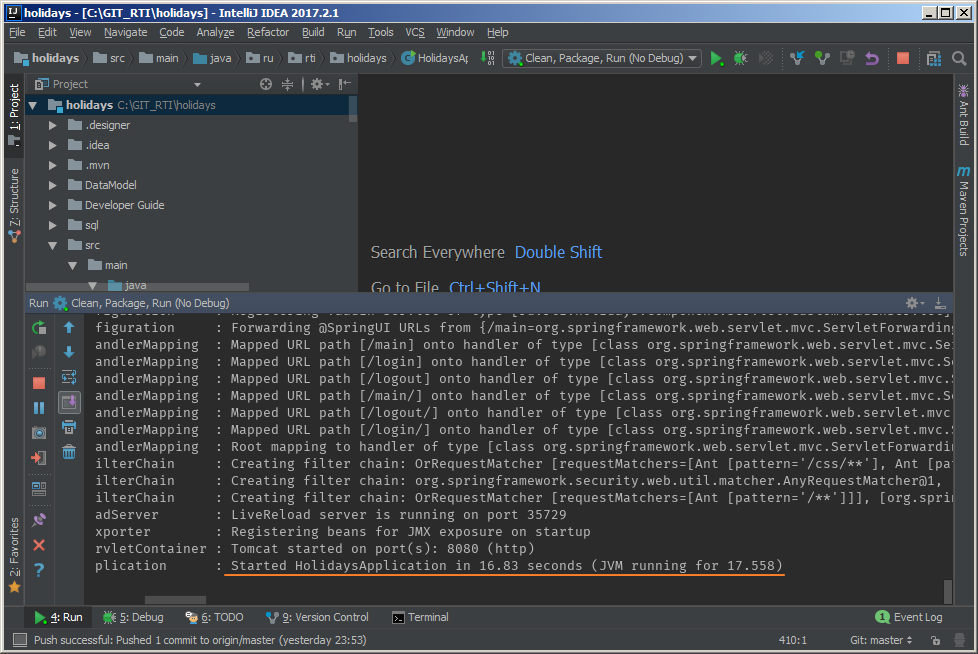 holidays - [C:\GIT_RTI\holidays] - IntelliJ IDEA 2017.2.1
File Edit View Navigate Code Analyze Refactor Build Run Tools VCS Window Help
holidays src main java ru rti holidays HolidaysAp Clean, Package, Run (No Debug)
1: Project
Z: Structure
2: Favorites
Project
holidays C:\GIT_RTI\holidays
.designer
.idea
.mvn
DataModel
Developer Guide
sql
src
main
java
Search Everywhere Double Shift
Go to File Ctrl+Shift+N
Ant Build
Maven Projects
Run Clean, Package, Run (No Debug)
figuration : Forwarding @SpringUI URLs from {/main=org.springframework.web.servlet.mvc.ServletForwarding
andlerMapping : Mapped URL path [/main] onto handler of type [class org.springframework.web.servlet.mvc.Se
andlerMapping : Mapped URL path [/login] onto handler of type [class org.springframework.web.servlet.mvc.S
andlerMapping : Mapped URL path [/logout] onto handler of type [class org.springframework.web.servlet.mvc.
andlerMapping : Mapped URL path [/main/] onto handler of type [class org.springframework.web.servlet.mvc.S
andlerMapping : Mapped URL path [/logout/] onto handler of type [class org.springframework.web.servlet.mvc
andlerMapping : Mapped URL path [/login/] onto handler of type [class org.springframework.web.servlet.mvc.
andlerMapping : Root mapping to handler of type [class org.springframework.web.servlet.mvc.ServletForwardi
ilterChain : Creating filter chain: OrRequestMatcher [requestMatchers=[Ant [pattern='/css/**'], Ant [pa
ilterChain : Creating filter chain: org.springframework.security.web.util.matcher.AnyRequestMatcher@1,
ilterChain : Creating filter chain: OrRequestMatcher [requestMatchers=[Ant [pattern='/**']]], [org.spri
adServer : LiveReload server is running on port 35729
xporter : Registering beans for JMX exposure on startup
rvletContainer : Tomcat started on port(s): 8080 (http)
plication : Started HolidaysApplication in 16.83 seconds (JVM running for 17.558)
4: Run 5: Debug 6: TODO 9: Version Control Terminal 1 Event Log
Push successful: Pushed 1 commit to origin/master (yesterday 23:53) 410:1 Git: master